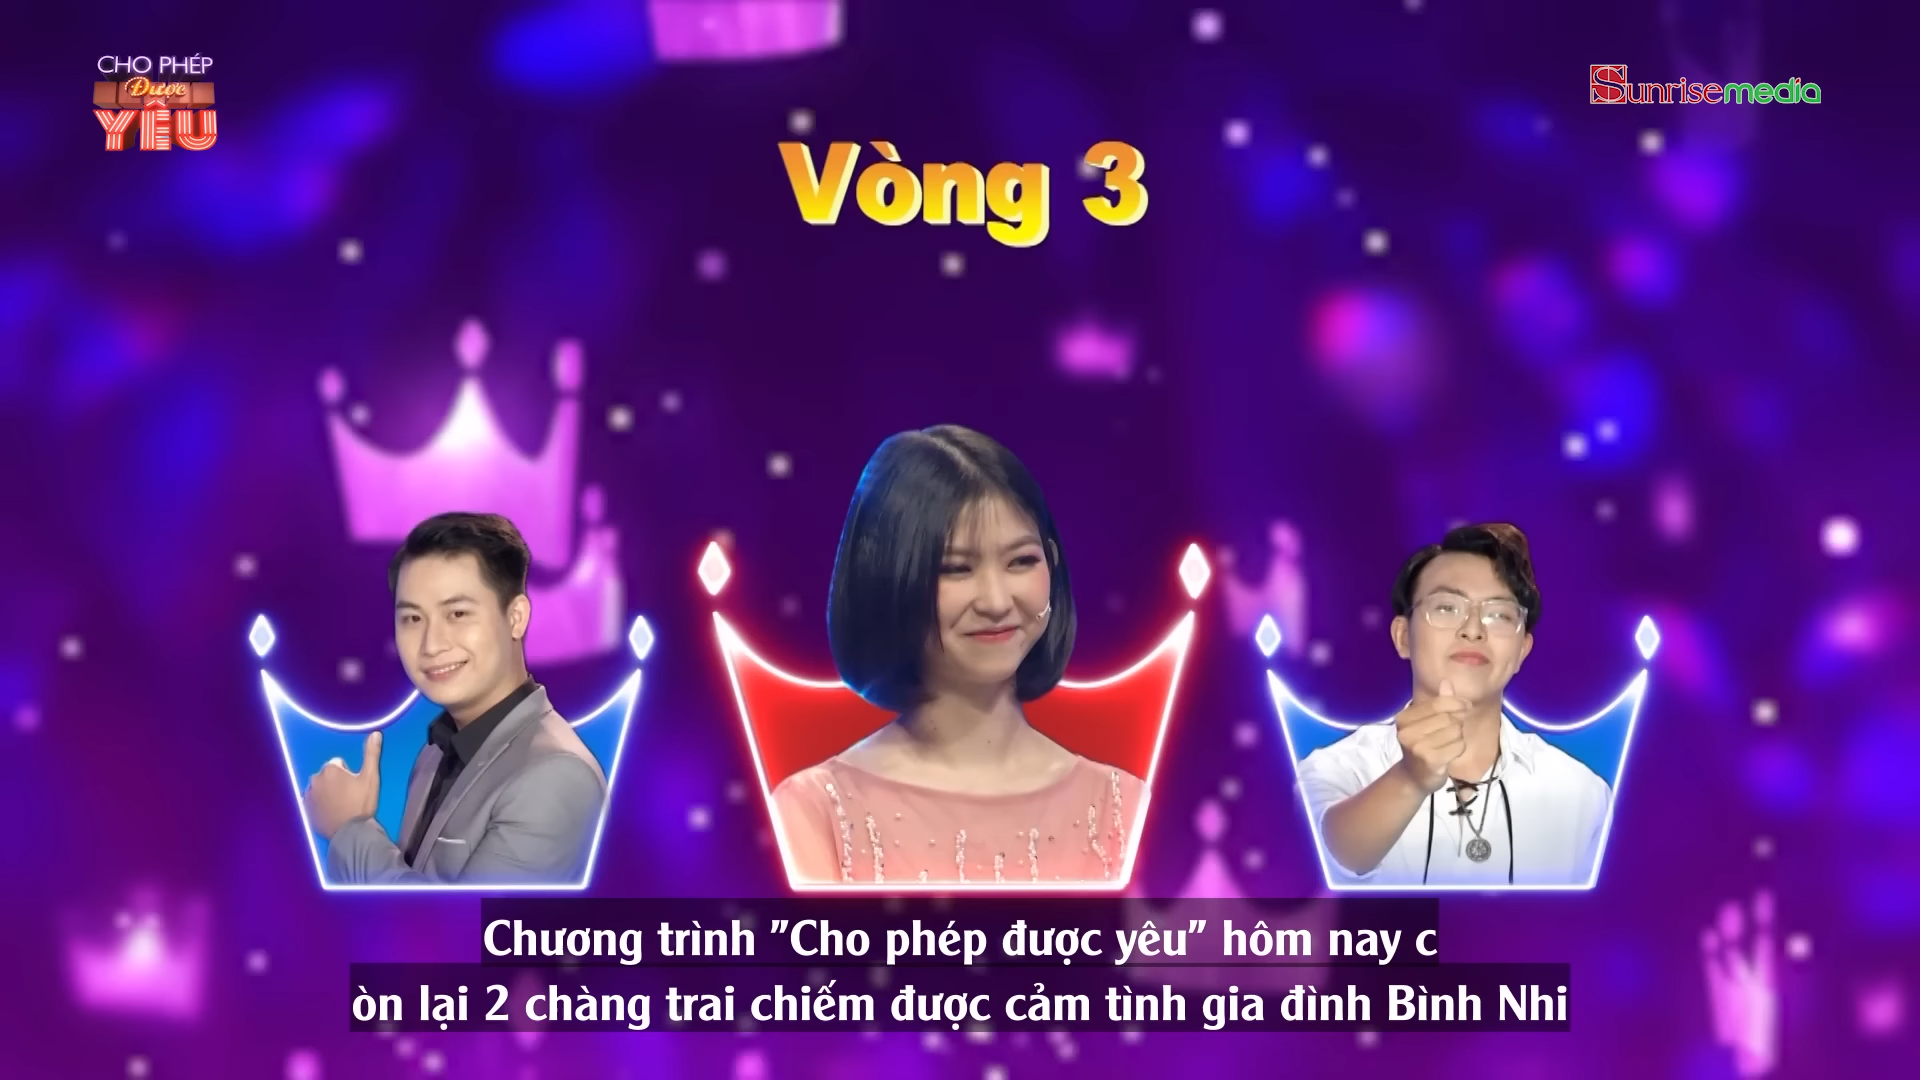 CHO PHÉP
Được
YÊU
Sunrisemedia
Vòng 3
Chương trình "Cho phép được yêu" hôm nay c
òn lại 2 chàng trai chiếm được cảm tình gia đình Bình Nhi